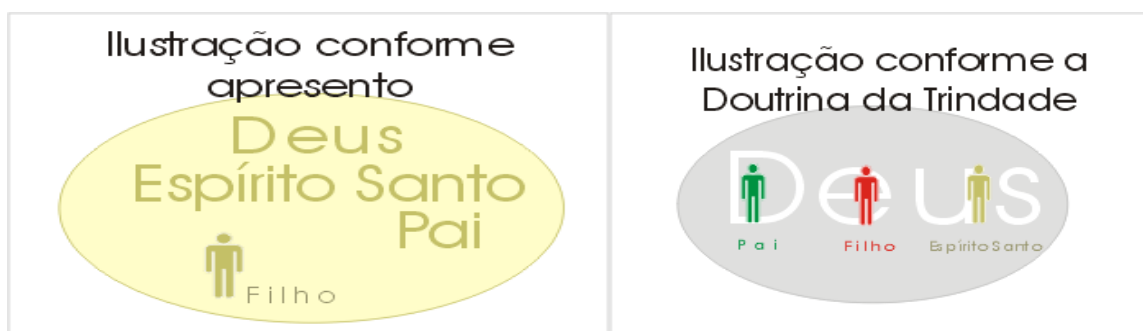 Ilustração conforme
apresento
Deus
Espírito Santo
Pai
Filho
Ilustração conforme a
Doutrina da Trindade
Deus
Pai
Filho
Espírito Santo